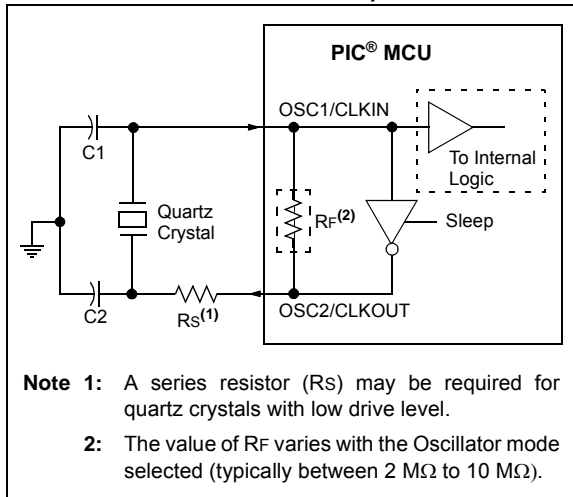 PIC® MCU
OSC1/CLKIN
C1
To Internal
Logic
Quartz
Crystal
RF(2)
Sleep
C2
RS(1)
OSC2/CLKOUT
Note 1: A series resistor (RS) may be required for
quartz crystals with low drive level.
2: The value of RF varies with the Oscillator mode
selected (typically between 2 MΩ to 10 MΩ).